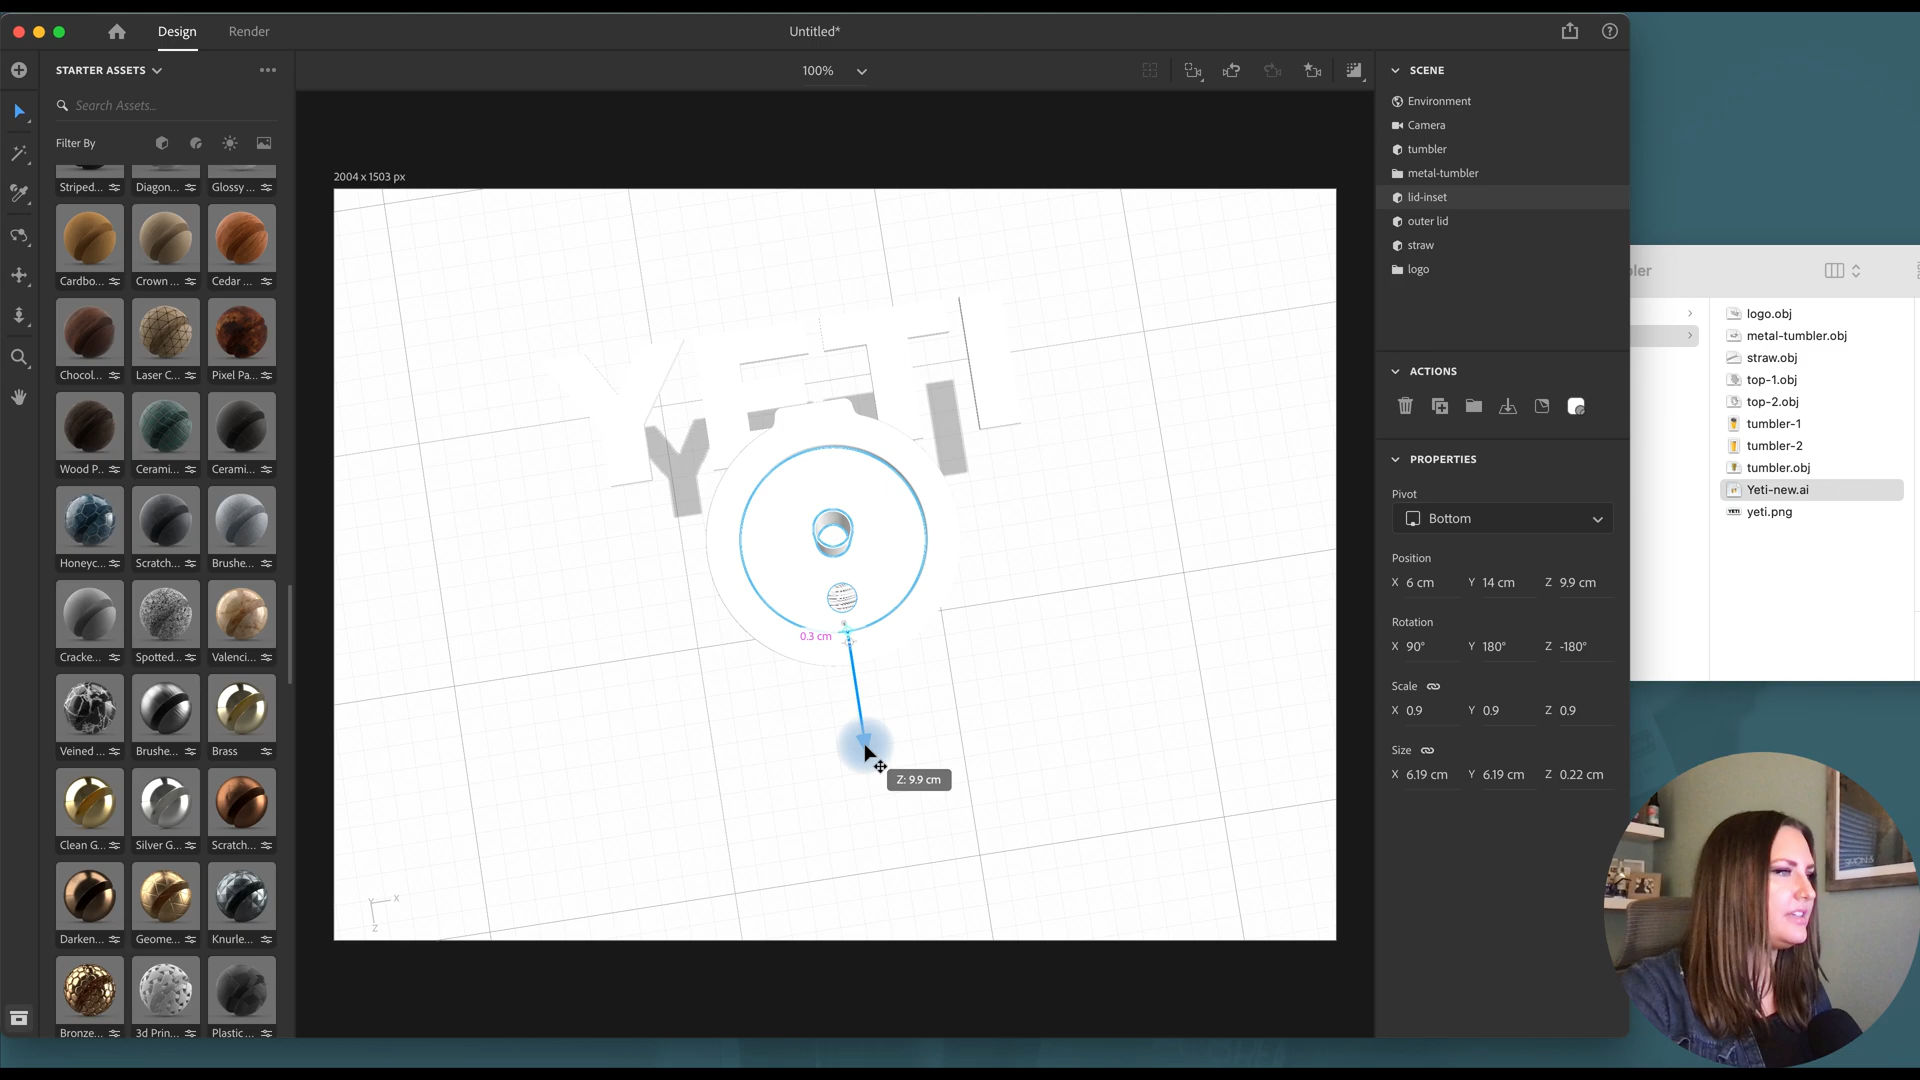 Design
Render
Untitled*
STARTER ASSETS
100%
SCENE
Search Assets...
Filter By
Environment
Camera
tumbler
metal-tumbler
lid-inset
outer lid
straw
logo
2004 x 1503 px
Striped...
Diagon...
Glossy ...
Cardbo...
Crown ...
Cedar ...
Chocol...
Laser C...
Pixel Pa...
Wood P...
Cerami...
Cerami...
Honeyc...
Scratch...
Brushe...
Cracke...
Spotted...
Valenci...
Veined ...
Brushe...
Brass
Clean G...
Silver G...
Scratch...
Darken...
Geome...
Knurle...
Bronze...
3d Prin...
Plastic ...
YETI
0.3 cm
Z: 9.9 cm
X
Y
Z
ACTIONS
PROPERTIES
Pivot
Bottom
Position
X 6 cm Y 14 cm Z 9.9 cm
Rotation
X 90° Y 180° Z -180°
Scale
X 0.9 Y 0.9 Z 0.9
Size
X 6.19 cm Y 6.19 cm Z 0.22 cm
logo.obj
metal-tumbler.obj
straw.obj
top-1.obj
top-2.obj
tumbler-1
tumbler-2
tumbler.obj
Yeti-new.ai
yeti.png